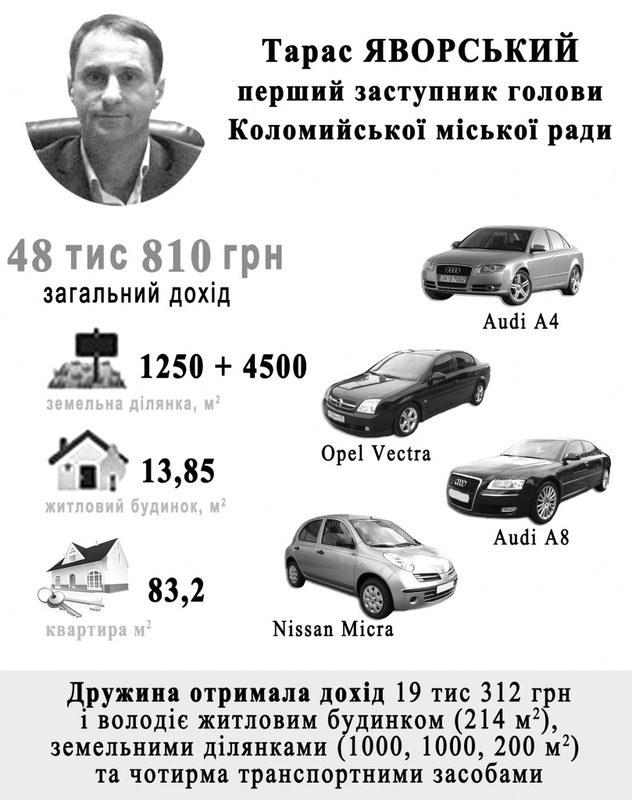 Тарас ЯВОРСЬКИЙ
перший заступник голови
Коломийської міської ради
48 тис 810 грн
загальний дохід
Audi A4
1250 + 4500
земельна ділянка, м²
Opel Vectra
13,85
житловий будинок, м²
Audi A8
83,2
квартира м²
Nissan Micra
Дружина отримала дохід 19 тис 312 грн
і володіє житловим будинком (214 м²),
земельними ділянками (1000, 1000, 200 м²)
та чотирма транспортними засобами